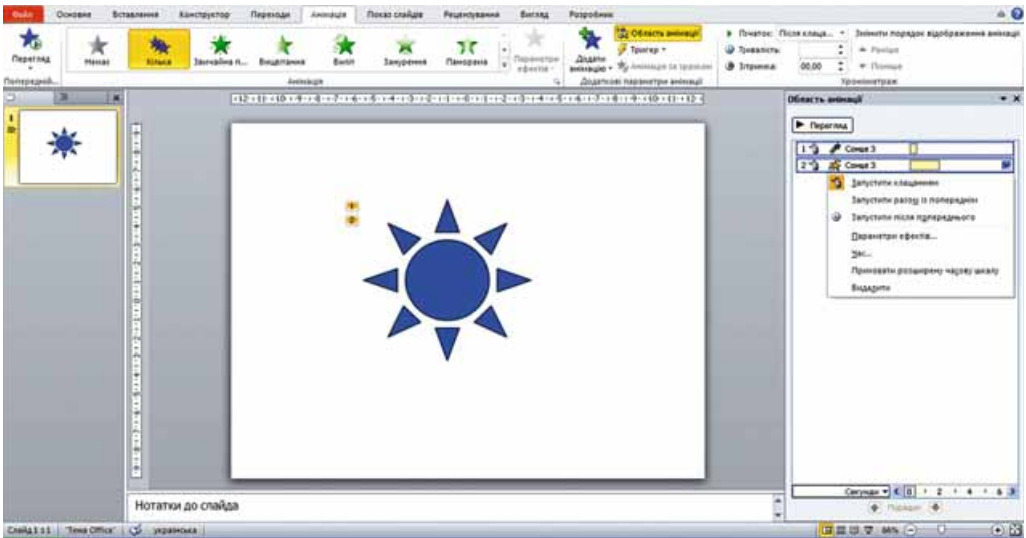 Файл Основне Вставлення Конструктор Переходи Анімація Показ слайдів Рецензування Вигляд Розробник
Перегляд
Немає Кілька Звичайна п... Вицвітання Виліт Занурення Панорама
Параметри ефектів
Додати анімацію
Область анімації
Тригер
Анімація за зразком
Початок: Після клаца...
Тривалість:
Затримка: 00,00
Змінити порядок відображення анімації
Раніше
Пізніше
Попередній... Анімація Додаткові параметри анімації Хронометраж
Область анімації
Перегляд
1 Сонце 3
2 Сонце 3
Запустити клацанням
Запустити разом із попереднім
Запустити після попереднього
Параметри ефектів...
Час...
Приховати розширену часову шкалу
Видалити
1
1
2
Секунди 0 2 4 6
Порядок
Нотатки до слайда
Слайд 1 з 1 "Тема Office" українська 66%